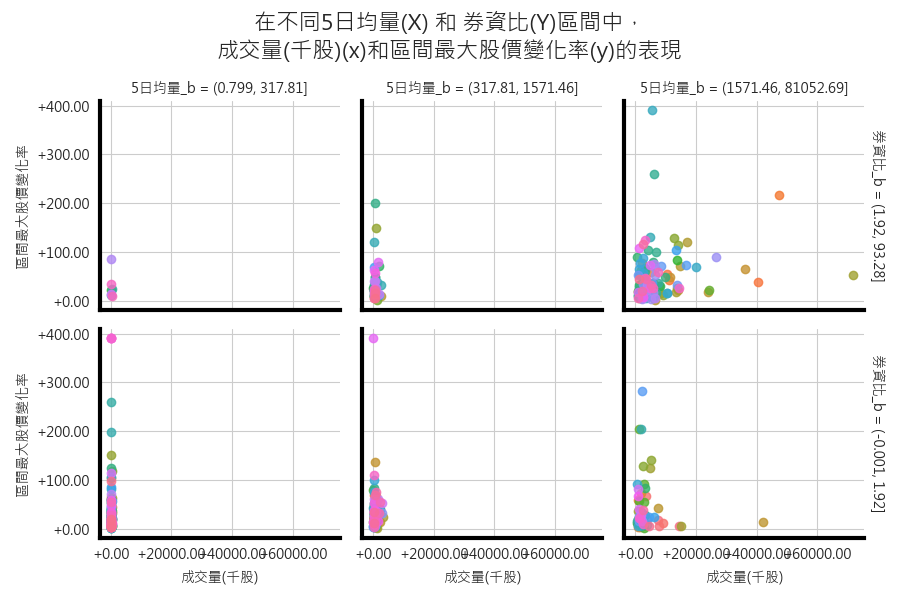 在不同5日均量(X) 和 券資比(Y)區間中，
成交量(千股)(x)和區間最大股價變化率(y)的表現
5日均量_b = (0.799, 317.81]
5日均量_b = (317.81, 1571.46]
5日均量_b = (1571.46, 81052.69]
+400.00
+300.00
+200.00
+100.00
+0.00
區間最大股價變化率
券資比_b = (1.92, 93.28]
+400.00
+300.00
+200.00
+100.00
+0.00
區間最大股價變化率
券資比_b = (-0.001, 1.92]
+0.00 +20000.00 +40000.00 +60000.00
+0.00 +20000.00 +40000.00 +60000.00
+0.00 +20000.00 +40000.00 +60000.00
成交量(千股)
成交量(千股)
成交量(千股)